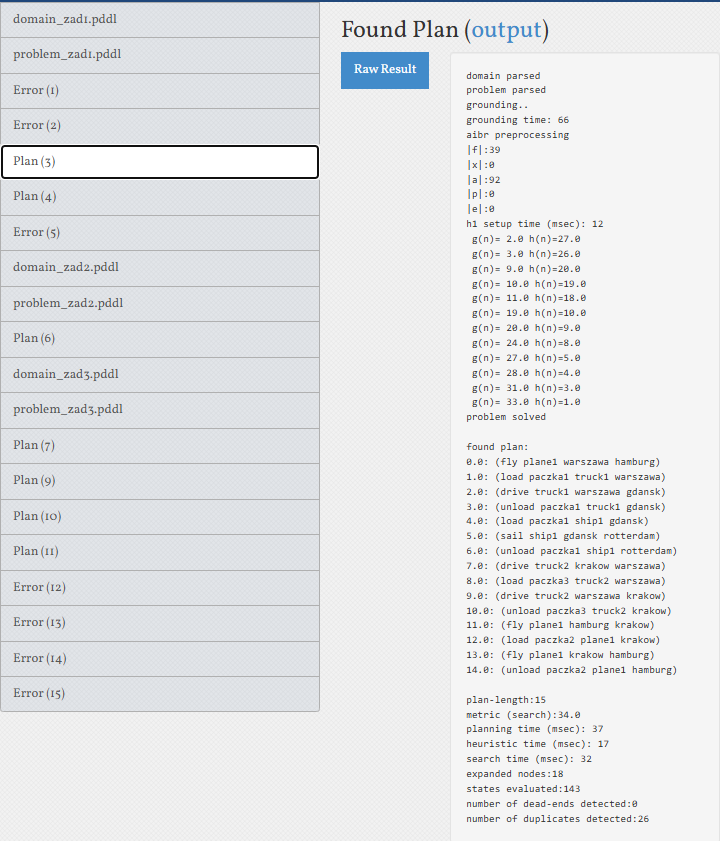 domain_zad1.pddl
problem_zad1.pddl
Error (1)
Error (2)
Plan (3)
Plan (4)
Error (5)
domain_zad2.pddl
problem_zad2.pddl
Plan (6)
domain_zad3.pddl
problem_zad3.pddl
Plan (7)
Plan (9)
Plan (10)
Plan (11)
Error (12)
Error (13)
Error (14)
Error (15)
Found Plan (output)
Raw Result
domain parsed
problem parsed
grounding..
grounding time: 66
aibr preprocessing
|f|:39
|x|:0
|a|:92
|p|:0
|e|:0
h1 setup time (msec): 12
g(n)= 2.0 h(n)=27.0
g(n)= 3.0 h(n)=26.0
g(n)= 9.0 h(n)=20.0
g(n)= 10.0 h(n)=19.0
g(n)= 11.0 h(n)=18.0
g(n)= 19.0 h(n)=10.0
g(n)= 20.0 h(n)=9.0
g(n)= 24.0 h(n)=8.0
g(n)= 27.0 h(n)=5.0
g(n)= 28.0 h(n)=4.0
g(n)= 31.0 h(n)=3.0
g(n)= 33.0 h(n)=1.0
problem solved
found plan:
0.0: (fly plane1 warszawa hamburg)
1.0: (load paczka1 truck1 warszawa)
2.0: (drive truck1 warszawa gdansk)
3.0: (unload paczka1 truck1 gdansk)
4.0: (load paczka1 ship1 gdansk)
5.0: (sail ship1 gdansk rotterdam)
6.0: (unload paczka1 ship1 rotterdam)
7.0: (drive truck2 krakow warszawa)
8.0: (load paczka3 truck2 warszawa)
9.0: (drive truck2 warszawa krakow)
10.0: (unload paczka3 truck2 krakow)
11.0: (fly plane1 hamburg krakow)
12.0: (load paczka2 plane1 krakow)
13.0: (fly plane1 krakow hamburg)
14.0: (unload paczka2 plane1 hamburg)
plan-length:15
metric (search):34.0
planning time (msec): 37
heuristic time (msec): 17
search time (msec): 32
expanded nodes:18
states evaluated:143
number of dead-ends detected:0
number of duplicates detected:26